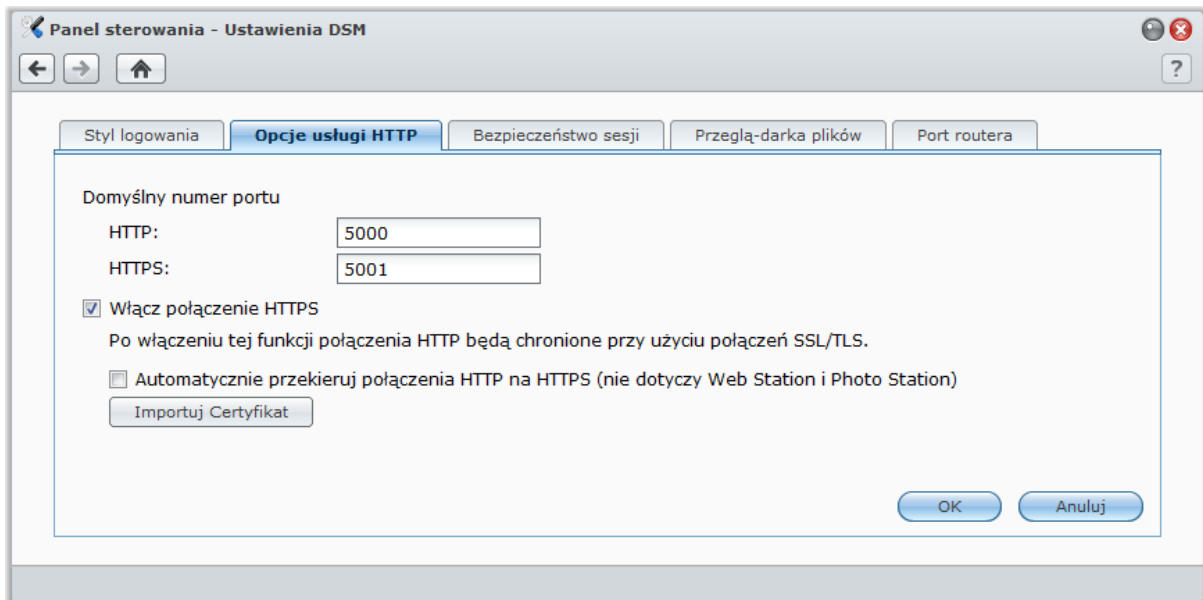 Panel sterowania - Ustawienia DSM
?
Styl logowania Opcje usługi HTTP Bezpieczeństwo sesji Przeglą-darka plików Port routera
Domyślny numer portu
HTTP: 5000
HTTPS: 5001
Włącz połączenie HTTPS
Po włączeniu tej funkcji połączenia HTTP będą chronione przy użyciu połączeń SSL/TLS.
Automatycznie przekieruj połączenia HTTP na HTTPS (nie dotyczy Web Station i Photo Station)
Importuj Certyfikat
OK Anuluj